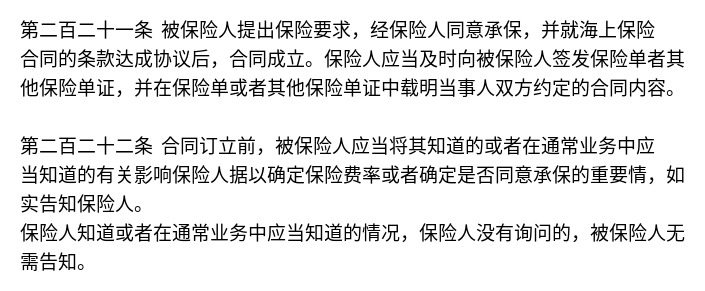 第二百二十一条 被保险人提出保险要求，经保险人同意承保，并就海上保险
合同的条款达成协议后，合同成立。保险人应当及时向被保险人签发保险单者其
他保险单证，并在保险单或者其他保险单证中载明当事人双方约定的合同内容。
第二百二十二条 合同订立前，被保险人应当将其知道的或者在通常业务中应
当知道的有关影响保险人据以确定保险费率或者确定是否同意承保的重要情，如
实告知保险人。
保险人知道或者在通常业务中应当知道的情况，保险人没有询问的，被保险人无
需告知。